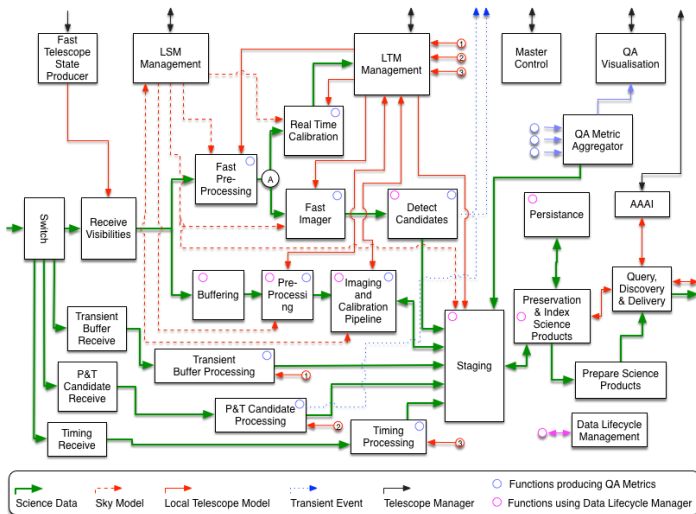 Fast
Telescope
State
Producer
LSM
Management
LTM
Management
1
2
3
Master
Control
QA
Visualisation
Real Time
Calibration
QA Metric
Aggregator
Fast
Pre-
Processing
A
Switch
Receive
Visibilities
Fast
Imager
Detect
Candidates
Persistance
AAAI
Buffering
Pre-
Processi
ng
Imaging and
Calibration
Pipeline
Query,
Discovery
& Delivery
Preservation
& Index
Science
Products
Transient
Buffer
Receive
Transient
Buffer Processing
1
Staging
Prepare Science
Products
P&T
Candidate
Receive
P&T Candidate
Processing
2
Timing
Receive
Timing
Processing
3
Data Lifecycle
Management
Science Data
Sky Model
Local Telescope Model
Transient Event
Telescope Manager
Functions producing QA Metrics
Functions using Data Lifecycle Manager